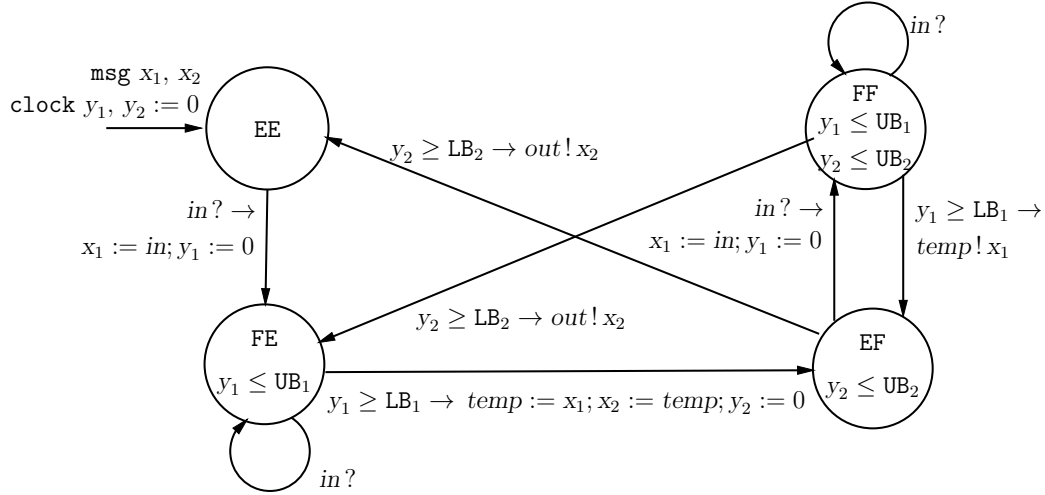 in ?
msg x₁, x₂
clock y₁, y₂ := 0
EE
FF
y₁ ≤ UB₁
y₂ ≤ UB₂
y₂ ≥ LB₂ → out ! x₂
in ? →
x₁ := in; y₁ := 0
in ? →
x₁ := in; y₁ := 0
y₁ ≥ LB₁ →
temp ! x₁
y₂ ≥ LB₂ → out ! x₂
FE
y₁ ≤ UB₁
EF
y₂ ≤ UB₂
y₁ ≥ LB₁ → temp := x₁; x₂ := temp; y₂ := 0
in ?